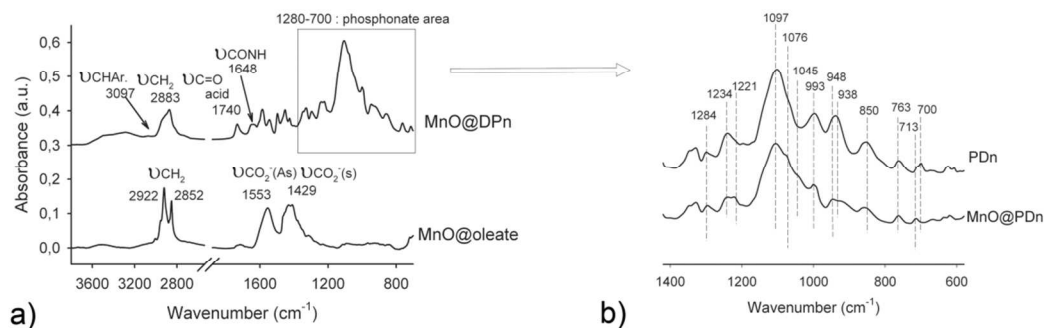 1280-700 : phosphonate area
0,6
0,5
0,4
0,3
0,2
0,1
0,0
Absorbance (a.u.)
υCHAr.
3097
υCH2
2883
υC=O
acid
1740
υCONH
1648
MnO@DPn
υCH2
2922
2852
υCO2-(As) υCO2-(s)
1553
1429
MnO@oleate
3600 2800 1600 1200 800
Wavenumber (cm-1)
a)
1097
1076
1284
1234
1221
1045
993
948
938
850
763
713
700
PDn
MnO@PDn
1400 1200 1000 800 600
Wavenumber (cm-1)
b)